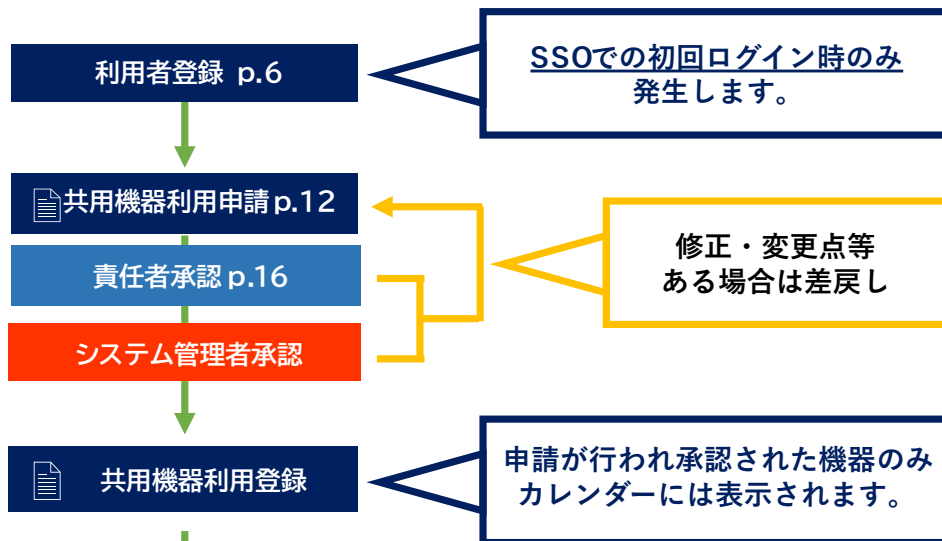 利用者登録 p.6
SSOでの初回ログイン時のみ
発生します。
共用機器利用申請 p.12
責任者承認 p.16
修正・変更点等
ある場合は差戻し
システム管理者承認
共用機器利用登録
申請が行われ承認された機器のみ
カレンダーには表示されます。